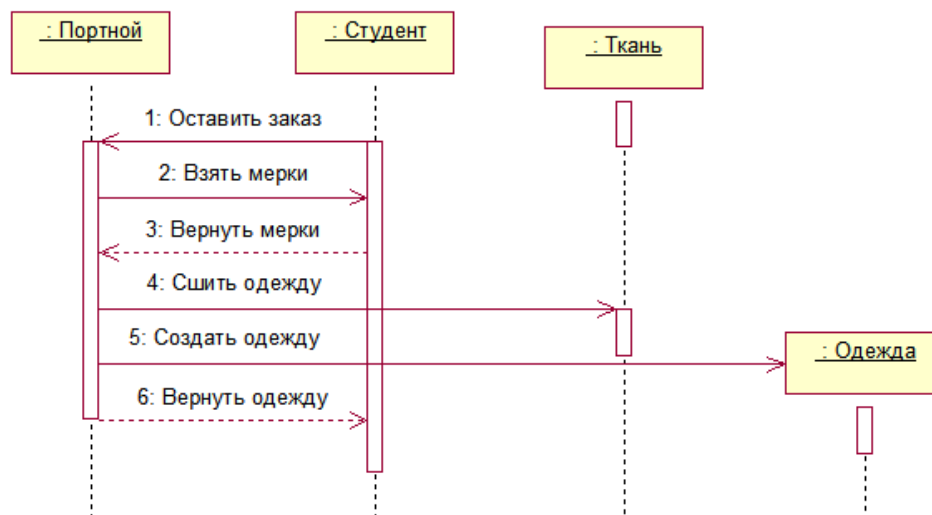 : Портной
: Студент
: Ткань
1: Оставить заказ
2: Взять мерки
3: Вернуть мерки
4: Сшить одежду
5: Создать одежду
: Одежда
6: Вернуть одежду